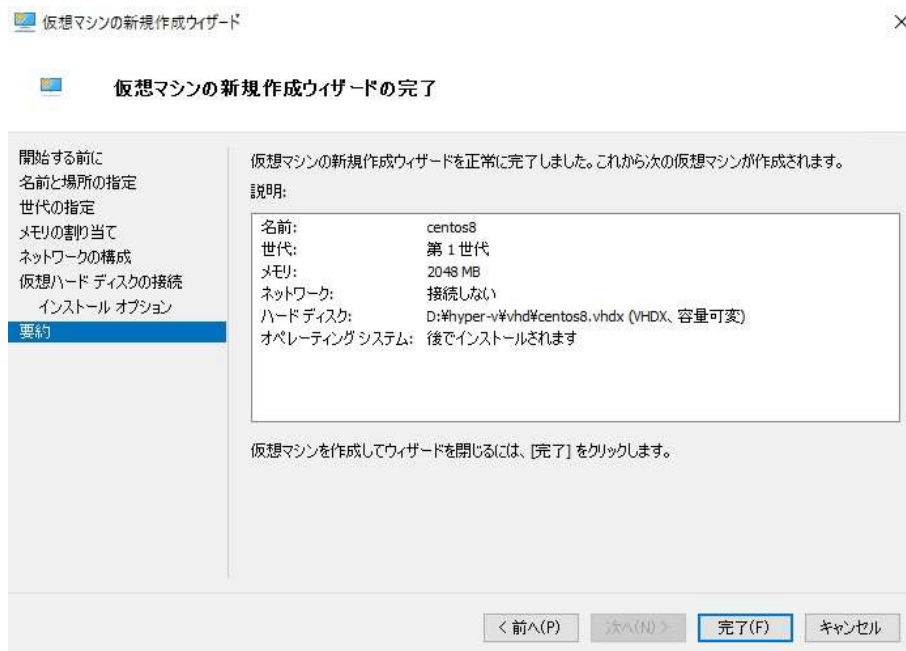 仮想マシンの新規作成ウィザード
仮想マシンの新規作成ウィザードの完了
開始する前に
名前と場所の指定
世代の指定
メモリの割り当て
ネットワークの構成
仮想ハード ディスクの接続
インストール オプション
要約
仮想マシンの新規作成ウィザードを正常に完了しました。これから次の仮想マシンが作成されます。
説明:
名前: centos8
世代: 第 1 世代
メモリ: 2048 MB
ネットワーク: 接続しない
ハード ディスク: D:¥hyper-v¥vhd¥centos8.vhdx (VHDX、容量可変)
オペレーティング システム: 後でインストールされます
仮想マシンを作成してウィザードを閉じるには、[完了] をクリックします。
< 前へ(P) 次へ(N) > 完了(F) キャンセル